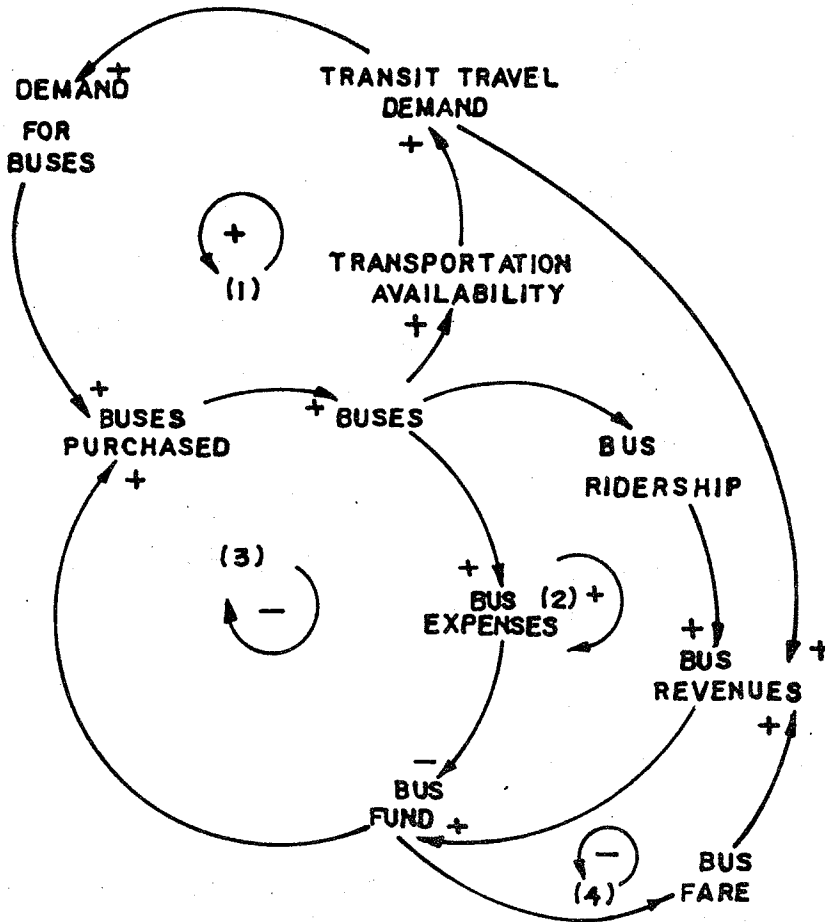 DEMAND +
FOR
BUSES
TRANSIT TRAVEL
DEMAND
+
+
(1)
TRANSPORTATION
AVAILABILITY
+
+
BUSES
PURCHASED
+
+ BUSES
BUS
RIDERSHIP
(3)
−
+
BUS
EXPENSES
(2) +
+
BUS
REVENUES
+
+
−
BUS
FUND +
−
(4)
BUS
FARE